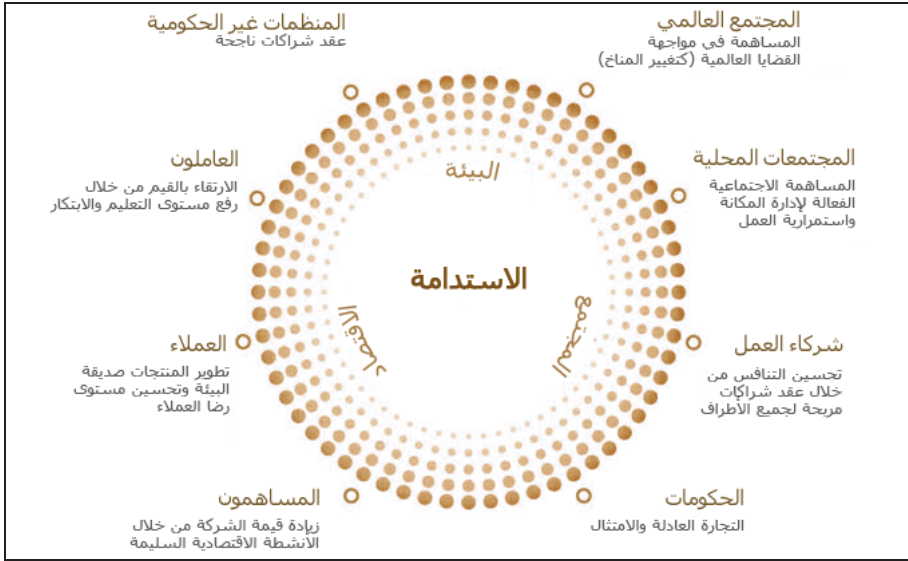 المجتمع العالمي
المساهمة في مواجهة
القضايا العالمية (كتغيير المناخ)
المنظمات غير الحكومية
عقد شراكات ناجحة
المجتمعات المحلية
المساهمة الاجتماعية
الفعالة لإدارة المكانة
واستمرارية العمل
العاملون
الارتقاء بالقيم من خلال
رفع مستوى التعليم والابتكار
البيئة
الاستدامة
المجتمع
الاقتصاد
شركاء العمل
تحسين التنافس من
خلال عقد شراكات
مربحة لجميع الأطراف
العملاء
تطوير المنتجات صديقة
البيئة وتحسين مستوى
رضا العملاء
الحكومات
التجارة العادلة والامتثال
المساهمون
زيادة قيمة الشركة من خلال
الأنشطة الاقتصادية السليمة